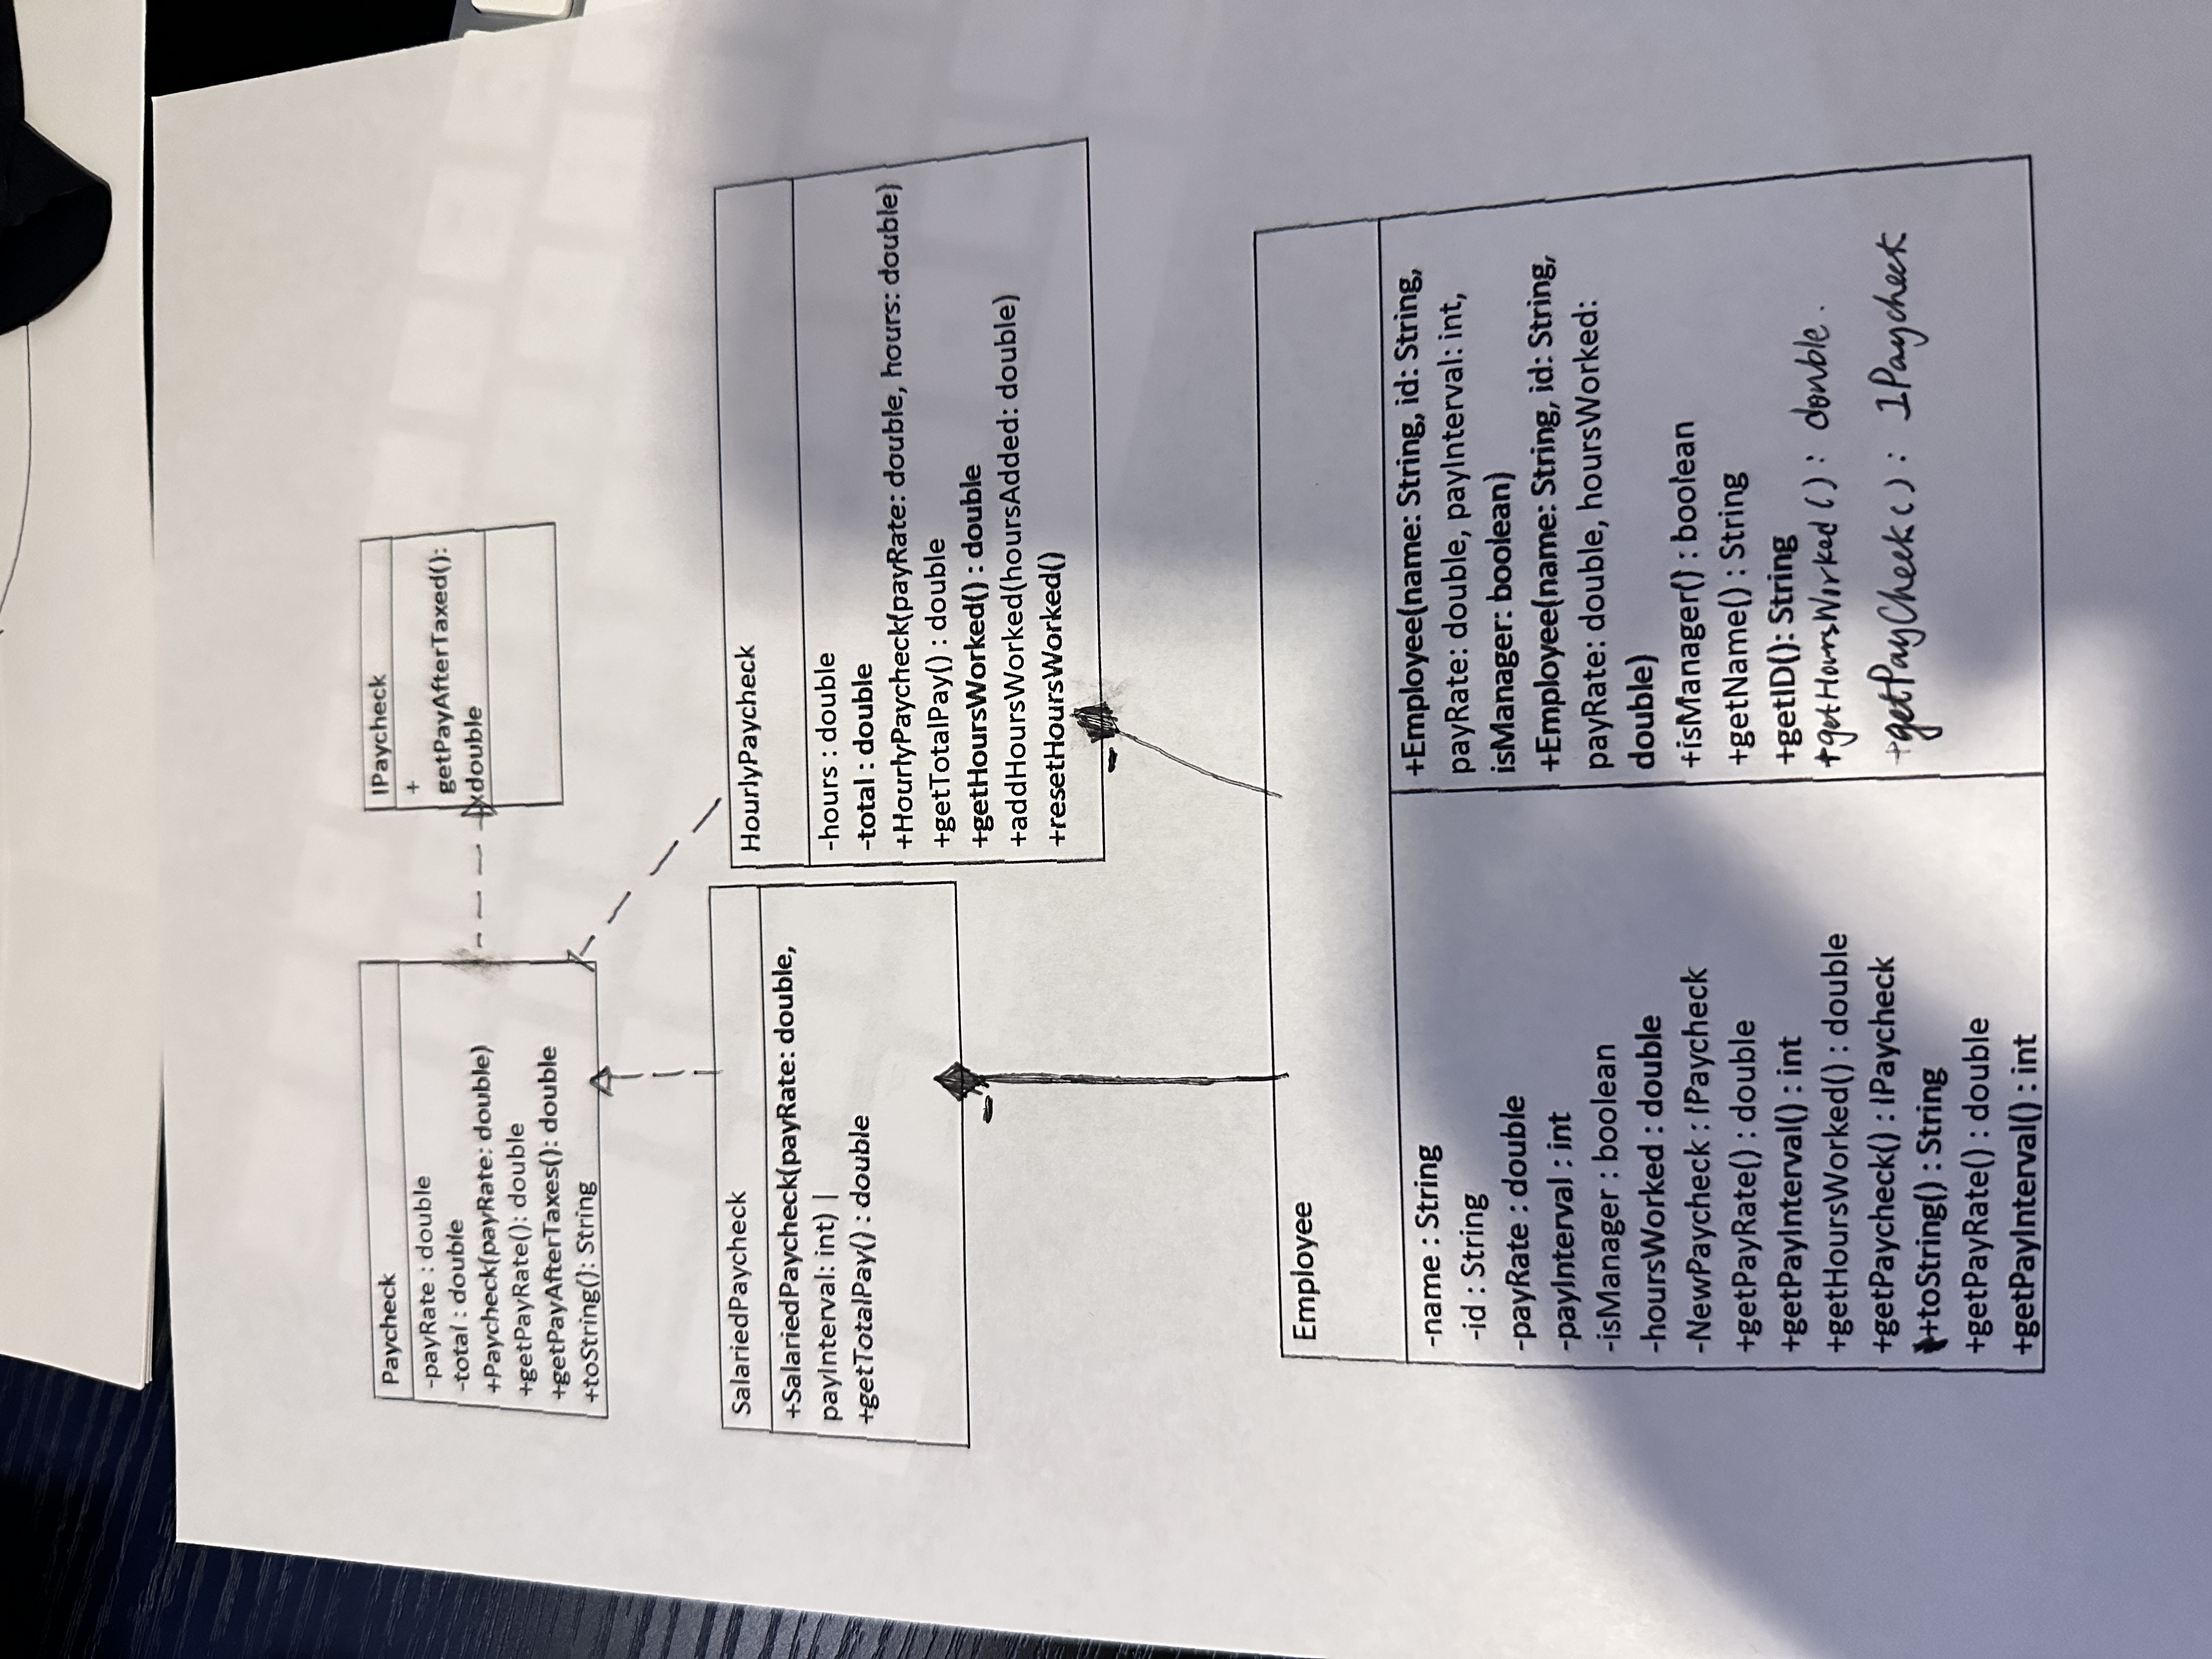 Paycheck
-payRate : double
-total : double
+Paycheck(payRate: double)
+getPayRate(): double
+getPayAfterTaxes(): double
+toString(): String
IPaycheck
+
getPayAfterTaxed():
double
SalariedPaycheck
+SalariedPaycheck(payRate: double,
payInterval: int) |
+getTotalPay() : double
HourlyPaycheck
-hours : double
-total : double
+HourlyPaycheck(payRate: double, hours: double)
+getTotalPay() : double
+getHoursWorked() : double
+addHoursWorked(hoursAdded: double)
+resetHoursWorked()
Employee
-name : String
-id : String
-payRate : double
-payInterval : int
-isManager : boolean
-hoursWorked : double
-NewPaycheck : IPaycheck
+getPayRate() : double
+getPayInterval() : int
+getHoursWorked() : double
+getPaycheck() : IPaycheck
+toString() : String
+getPayRate() : double
+getPayInterval() : int
+Employee(name: String, id: String,
payRate: double, payInterval: int,
isManager: boolean)
+Employee(name: String, id: String,
payRate: double, hoursWorked:
double)
+isManager() : boolean
+getName() : String
+getID(): String
+getHoursWorked() : double.
+getPayCheck() : IPaycheck